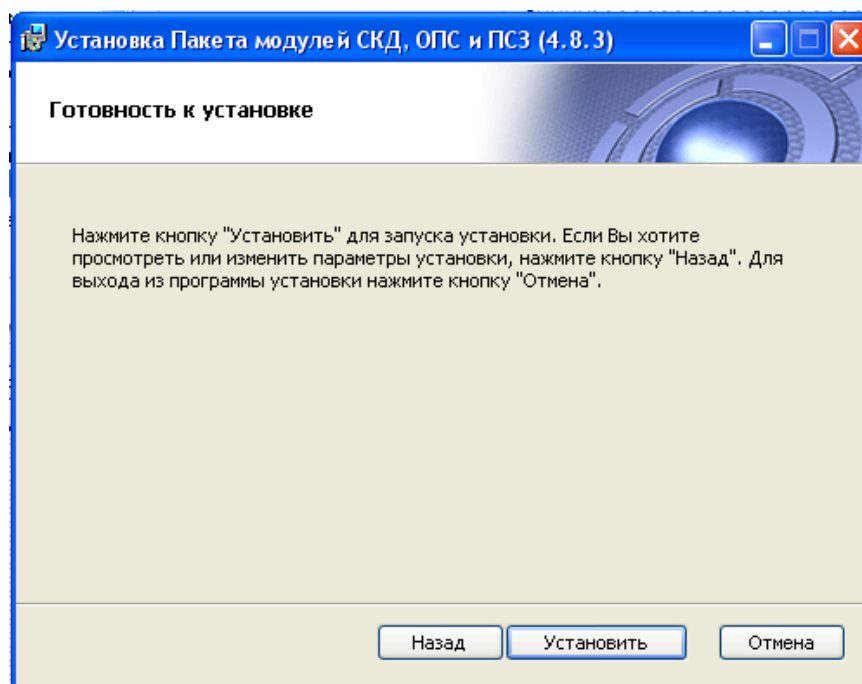 Установка Пакета модулей СКД, ОПС и ПСЗ (4.8.3)
Готовность к установке
Нажмите кнопку "Установить" для запуска установки. Если Вы хотите
просмотреть или изменить параметры установки, нажмите кнопку "Назад". Для
выхода из программы установки нажмите кнопку "Отмена".
Назад Установить Отмена